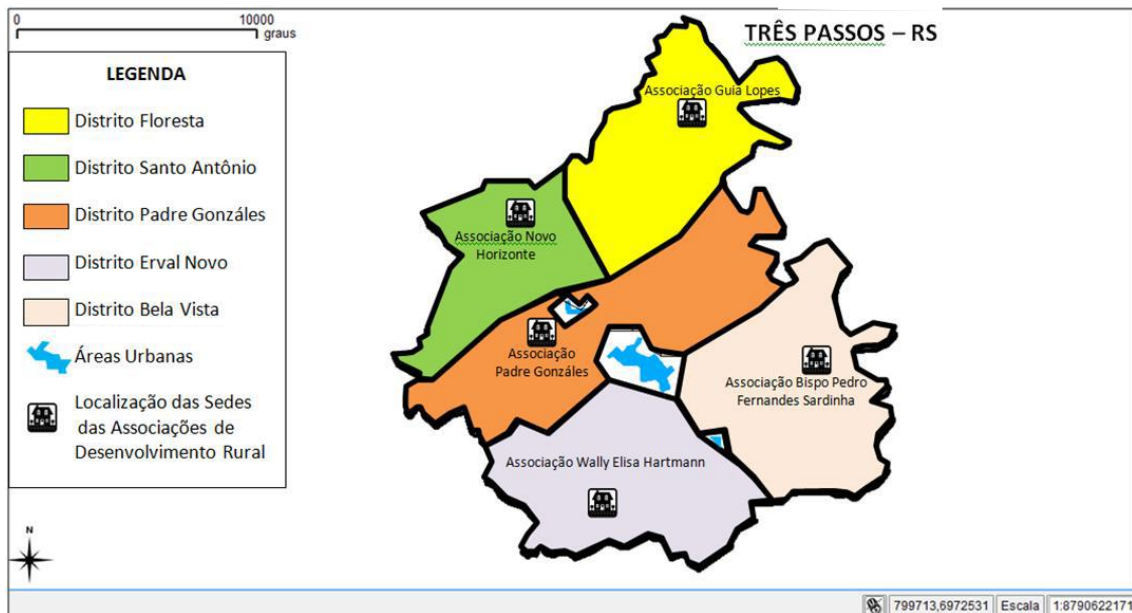 0 10000
graus
TRÊS PASSOS – RS
LEGENDA
Distrito Floresta
Distrito Santo Antônio
Distrito Padre Gonzáles
Distrito Erval Novo
Distrito Bela Vista
Áreas Urbanas
Localização das Sedes
das Associações de
Desenvolvimento Rural
Associação Guia Lopes
Associação Novo
Horizonte
Associação
Padre Gonzáles
Associação Bispo Pedro
Fernandes Sardinha
Associação Wally Elisa Hartmann
N
799713,6972531 Escala 1:8790622171